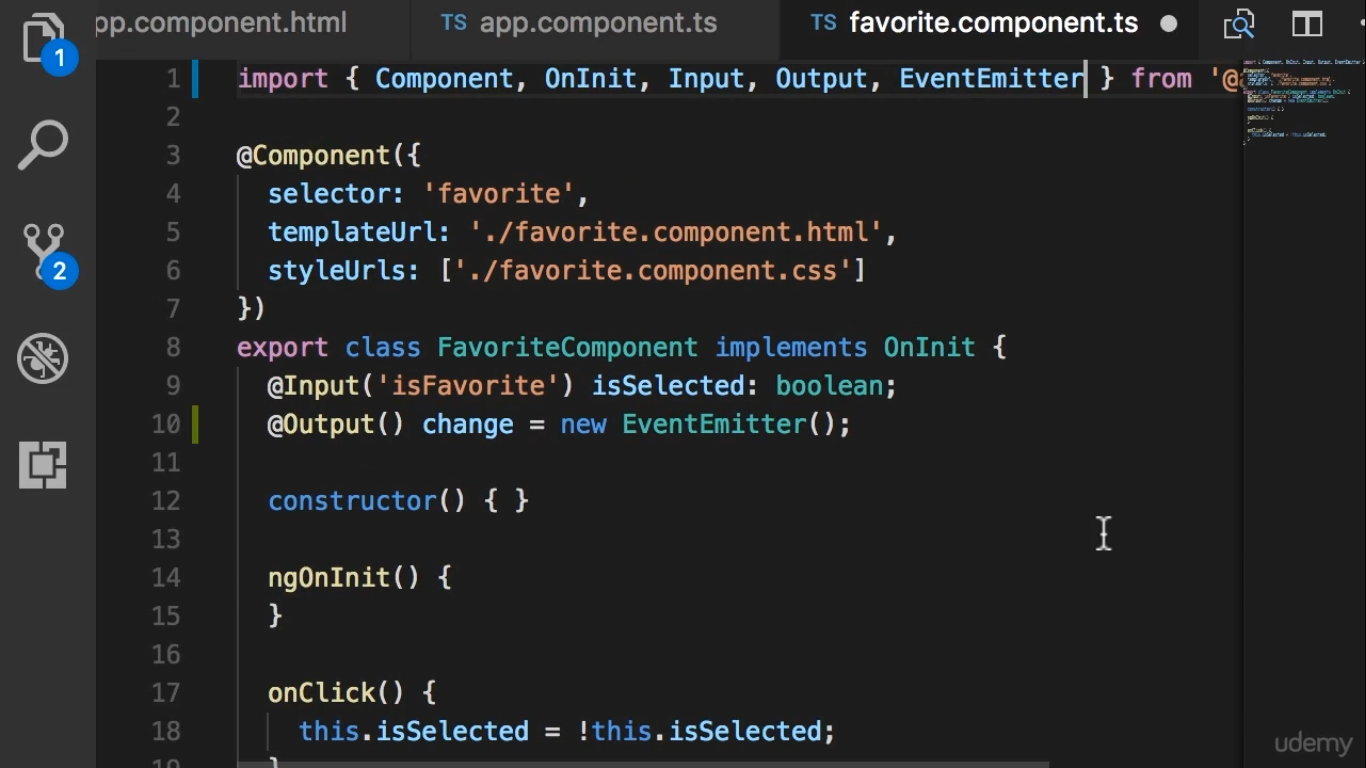 pp.component.html TS app.component.ts TS favorite.component.ts
1 import { Component, OnInit, Input, Output, EventEmitter } from '@
2
3 @Component({
4 selector: 'favorite',
5 templateUrl: './favorite.component.html',
6 styleUrls: ['./favorite.component.css']
7 })
8 export class FavoriteComponent implements OnInit {
9 @Input('isFavorite') isSelected: boolean;
10 @Output() change = new EventEmitter();
11
12 constructor() { }
13
14 ngOnInit() {
15 }
16
17 onClick() {
18 this.isSelected = !this.isSelected;
1
2
udemy